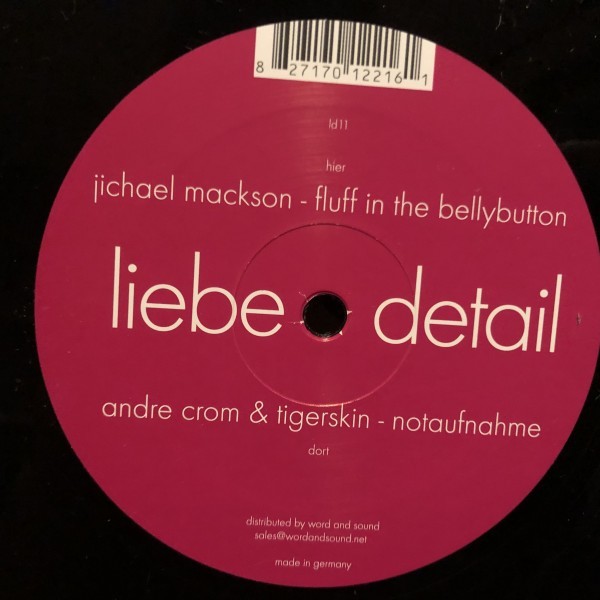 8 27170 12216 1
ld11
hier
jichael mackson - fluff in the bellybutton
liebe detail
andre crom & tigerskin - notaufnahme
dort
distributed by word and sound
sales@wordandsound.net
made in germany